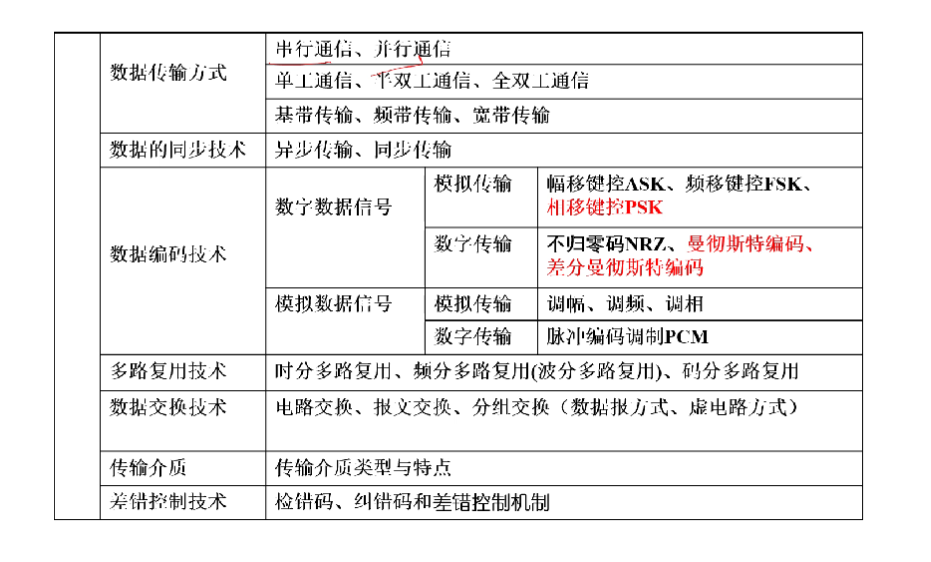 数据传输方式
串行通信、并行通信
单工通信、半双工通信、全双工通信
基带传输、频带传输、宽带传输
数据的同步技术
异步传输、同步传输
数据编码技术
数字数据信号
模拟传输
幅移键控ASK、频移键控FSK、
相移键控PSK
数字传输
不归零码NRZ、曼彻斯特编码、
差分曼彻斯特编码
模拟数据信号
模拟传输
调幅、调频、调相
数字传输
脉冲编码调制PCM
多路复用技术
时分多路复用、频分多路复用(波分多路复用)、码分多路复用
数据交换技术
电路交换、报文交换、分组交换（数据报方式、虚电路方式）
传输介质
传输介质类型与特点
差错控制技术
检错码、纠错码和差错控制机制